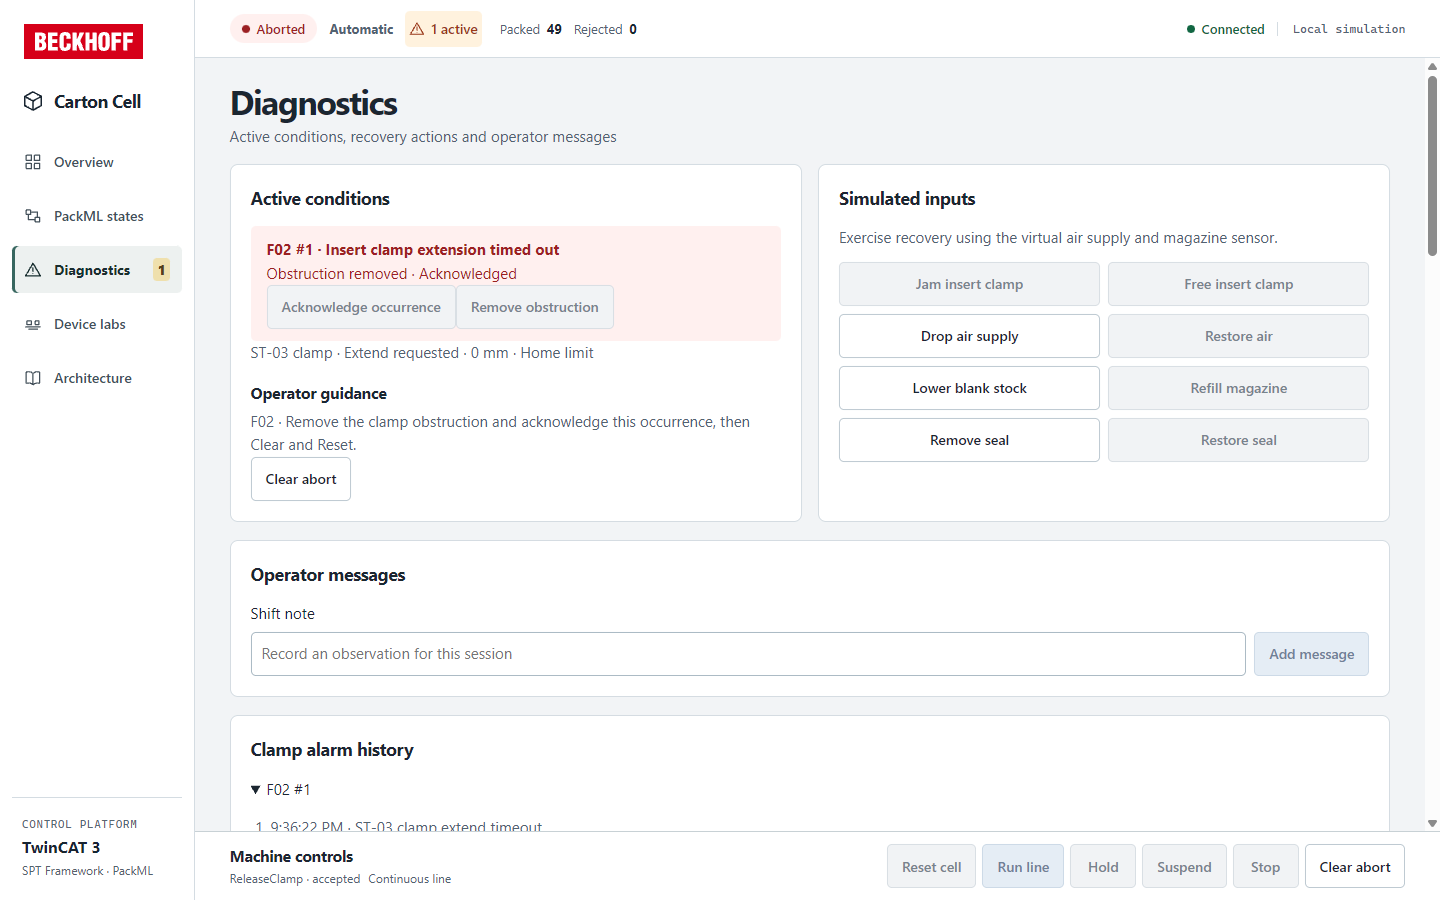 BECKHOFF
Carton Cell
Overview
PackML states
Diagnostics 1
Device labs
Architecture
CONTROL PLATFORM
TwinCAT 3
SPT Framework · PackML
Aborted Automatic 1 active Packed 49 Rejected 0 Connected Local simulation
Diagnostics
Active conditions, recovery actions and operator messages
Active conditions
F02 #1 · Insert clamp extension timed out
Obstruction removed · Acknowledged
Acknowledge occurrence Remove obstruction
ST-03 clamp · Extend requested · 0 mm · Home limit
Operator guidance
F02 · Remove the clamp obstruction and acknowledge this occurrence, then
Clear and Reset.
Clear abort
Simulated inputs
Exercise recovery using the virtual air supply and magazine sensor.
Jam insert clamp Free insert clamp
Drop air supply Restore air
Lower blank stock Refill magazine
Remove seal Restore seal
Operator messages
Shift note
Record an observation for this session Add message
Clamp alarm history
▼ F02 #1
1. 9:36:22 PM · ST-03 clamp extend timeout
Machine controls
ReleaseClamp · accepted Continuous line
Reset cell Run line Hold Suspend Stop Clear abort